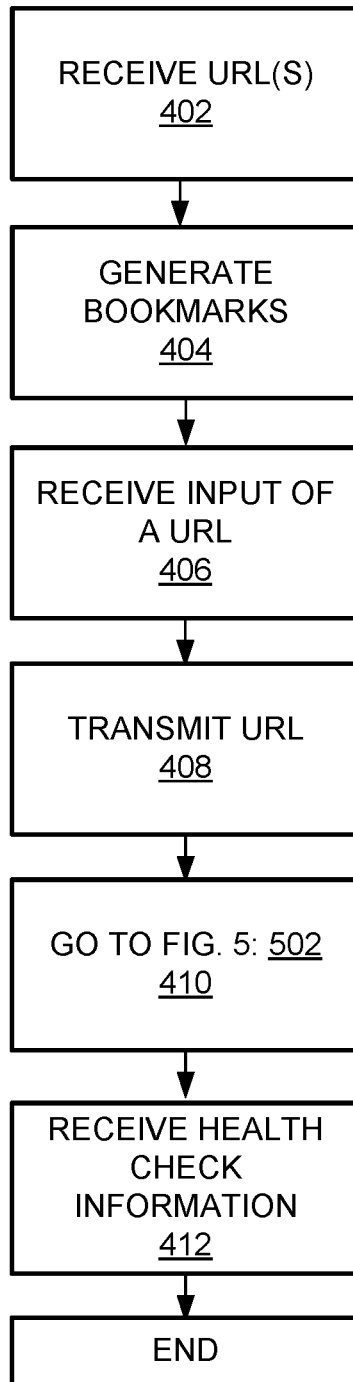 RECEIVE URL(S)
402
GENERATE
BOOKMARKS
404
RECEIVE INPUT OF
A URL
406
TRANSMIT URL
408
GO TO FIG. 5: 502
410
RECEIVE HEALTH
CHECK
INFORMATION
412
END